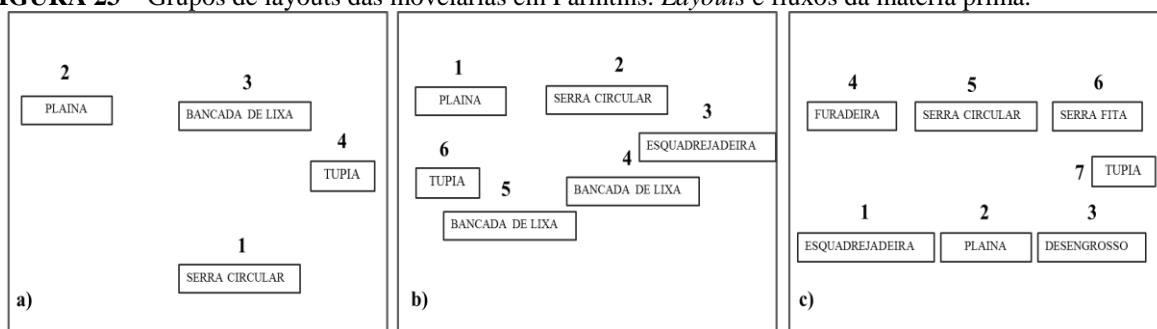 FIGURA 23 – Grupos de layouts das movelarias em Parintins. Layouts e fluxos da matéria prima.
2
3
PLAINA
BANCADA DE LIXA
4
TUPIA
1
SERRA CIRCULAR
a)
1
2
PLAINA
SERRA CIRCULAR
3
ESQUADREJADEIRA
6
4
TUPIA
BANCADA DE LIXA
5
BANCADA DE LIXA
b)
4
5
6
FURADEIRA
SERRA CIRCULAR
SERRA FITA
7
TUPIA
1
2
3
ESQUADREJADEIRA
PLAINA
DESENGROSSO
c)